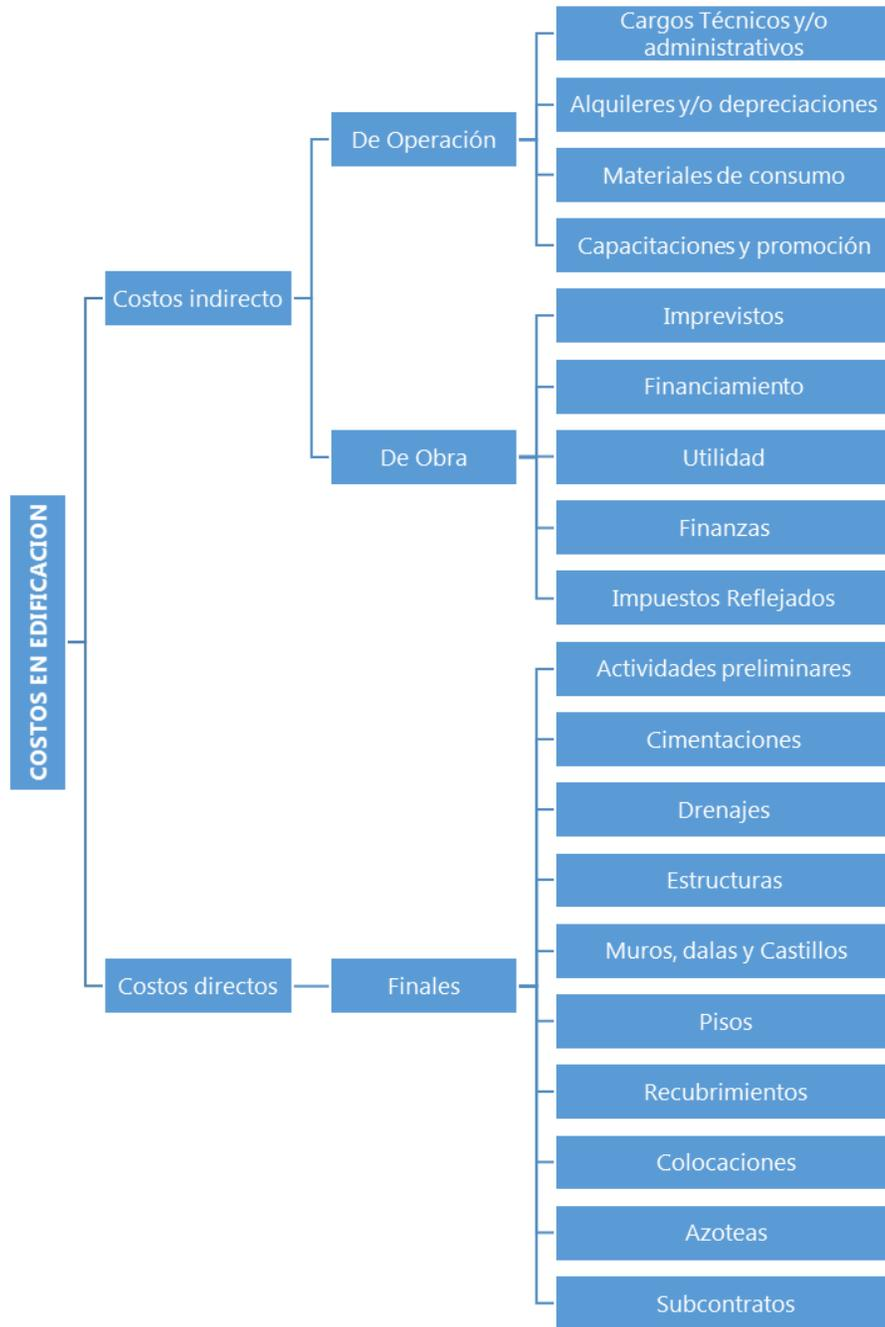 COSTOS EN EDIFICACION
Costos indirecto
De Operación
Cargos Técnicos y/o
administrativos
Alquileres y/o depreciaciones
Materiales de consumo
Capacitaciones y promoción
De Obra
Imprevistos
Financiamiento
Utilidad
Finanzas
Impuestos Reflejados
Costos directos
Finales
Actividades preliminares
Cimentaciones
Drenajes
Estructuras
Muros, dalas y Castillos
Pisos
Recubrimientos
Colocaciones
Azoteas
Subcontratos